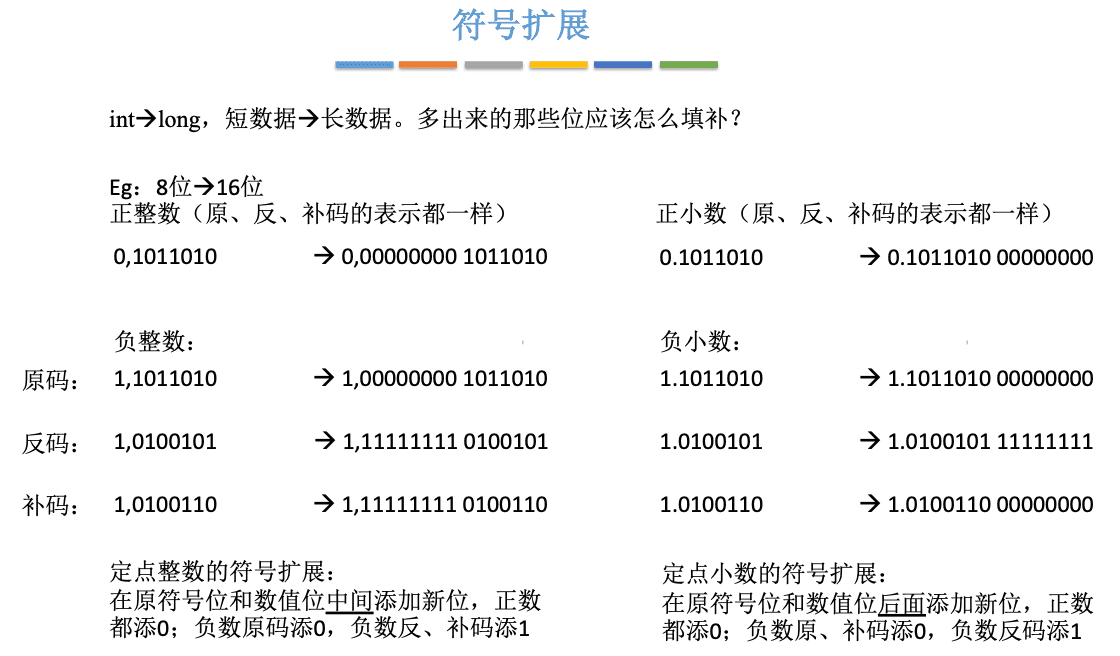 符号扩展
int→long，短数据→长数据。多出来的那些位应该怎么填补？
Eg：8位→16位
正整数（原、反、补码的表示都一样）
0,1011010 → 0,00000000 1011010
正小数（原、反、补码的表示都一样）
0.1011010 → 0.1011010 00000000
负整数：
负小数：
原码： 1,1011010 → 1,00000000 1011010 1.1011010 → 1.1011010 00000000
反码： 1,0100101 → 1,11111111 0100101 1.0100101 → 1.0100101 11111111
补码： 1,0100110 → 1,11111111 0100110 1.0100110 → 1.0100110 00000000
定点整数的符号扩展：
在原符号位和数值位中间添加新位，正数
都添0；负数原码添0，负数反、补码添1
定点小数的符号扩展：
在原符号位和数值位后面添加新位，正数
都添0；负数原、补码添0，负数反码添1